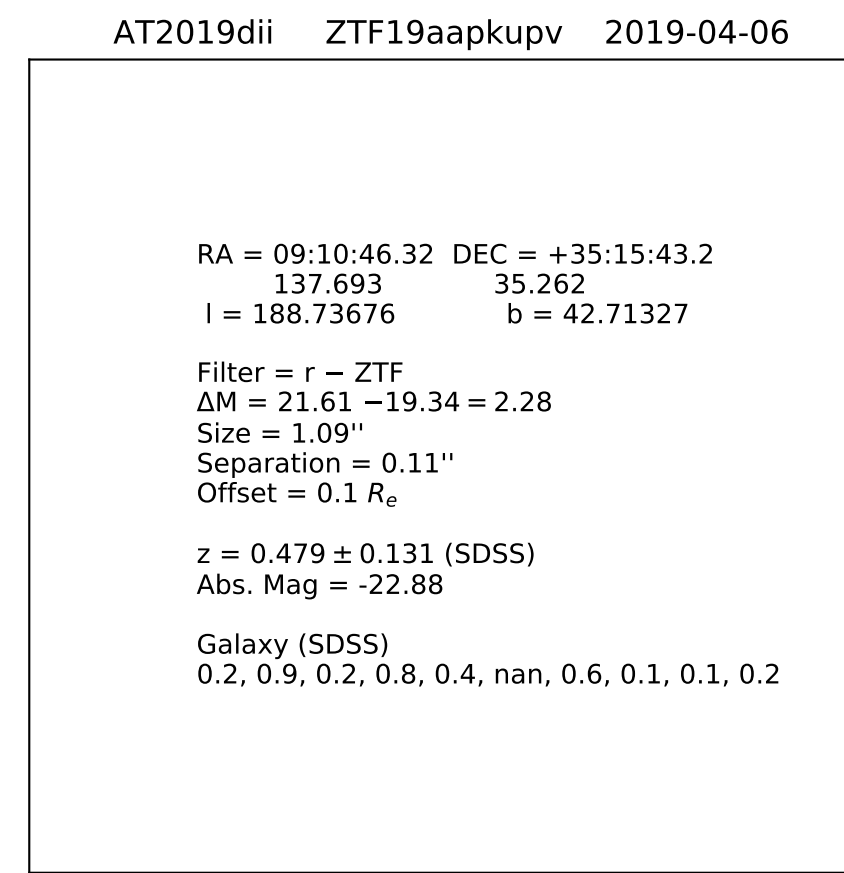 AT2019dii ZTF19aapkupv 2019-04-06
RA = 09:10:46.32 DEC = +35:15:43.2
137.693 35.262
l = 188.73676 b = 42.71327
Filter = r − ZTF
ΔM = 21.61 −19.34 = 2.28
Size = 1.09''
Separation = 0.11''
Offset = 0.1 Re
z = 0.479 ± 0.131 (SDSS)
Abs. Mag = -22.88
Galaxy (SDSS)
0.2, 0.9, 0.2, 0.8, 0.4, nan, 0.6, 0.1, 0.1, 0.2